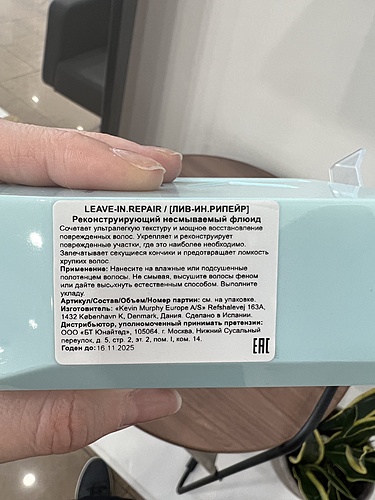 LEAVE-IN.REPAIR / [ЛИВ-ИН.РИПЕЙР]
Реконструирующий несмываемый флюид
Сочетает ультралегкую текстуру и мощное восстановление
поврежденных волос. Укрепляет и реконструирует
поврежденные участки, где это наиболее необходимо.
Запечатывает секущиеся кончики и предотвращает ломкость
хрупких волос.
Применение: Нанесите на влажные или подсушенные
полотенцем волосы. Не смывая, высушите волосы феном
или дайте высохнуть естественным способом. Выполните
укладу.
Артикул/Состав/Объем/Номер партии: см. на упаковке.
Изготовитель: «Kevin Murphy Europe A/S» Refshalevej 163A,
1432 København K, Denmark, Дания Сделано в Испании.
Дистрибьютор, уполномоченный принимать претензии:
ООО «БТ Юнайтед», 105064, г. Москва, Нижний Сусальный
переулок, д. 5, стр. 2, эт. 2, пом. I, ком. 14.
Годен до: 16 11 2025
EAC